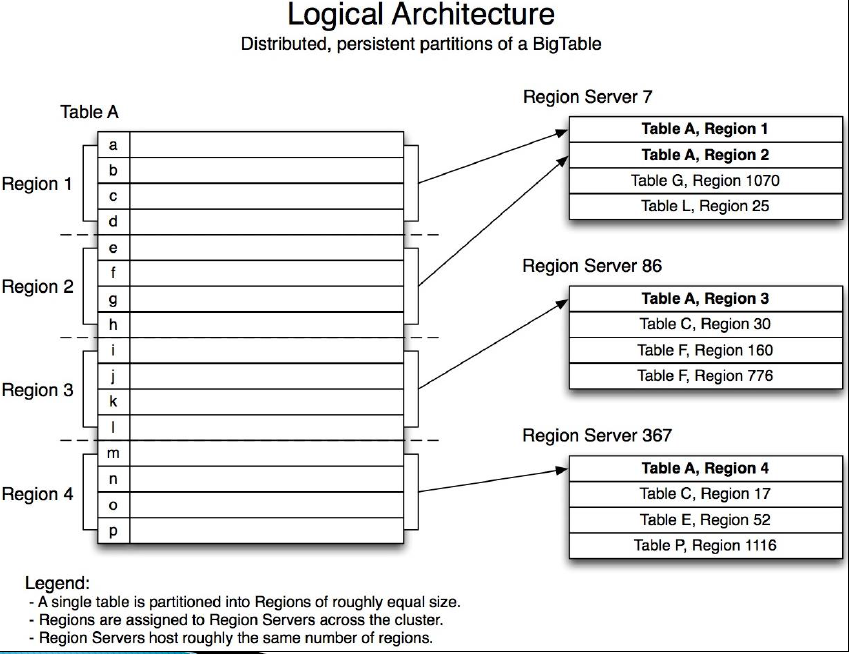 Logical Architecture
Distributed, persistent partitions of a BigTable
Table A
a
b
c
d
e
f
g
h
i
j
k
l
m
n
o
p
Region 1
Region 2
Region 3
Region 4
Region Server 7
Table A, Region 1
Table A, Region 2
Table G, Region 1070
Table L, Region 25
Region Server 86
Table A, Region 3
Table C, Region 30
Table F, Region 160
Table F, Region 776
Region Server 367
Table A, Region 4
Table C, Region 17
Table E, Region 52
Table P, Region 1116
Legend:
- A single table is partitioned into Regions of roughly equal size.
- Regions are assigned to Region Servers across the cluster.
- Region Servers host roughly the same number of regions.